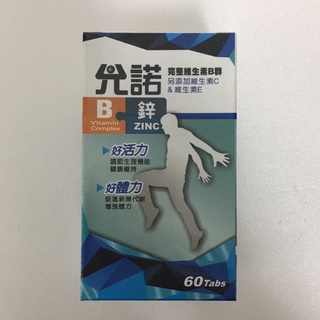 允諾
完整維生素B群
另添加維生素C
& 維生素E
B
Vitamin
Complex
鋅
ZINC
好活力
調節生理機能
健康維持
好體力
促進新陳代謝
增強體力
60Tabs